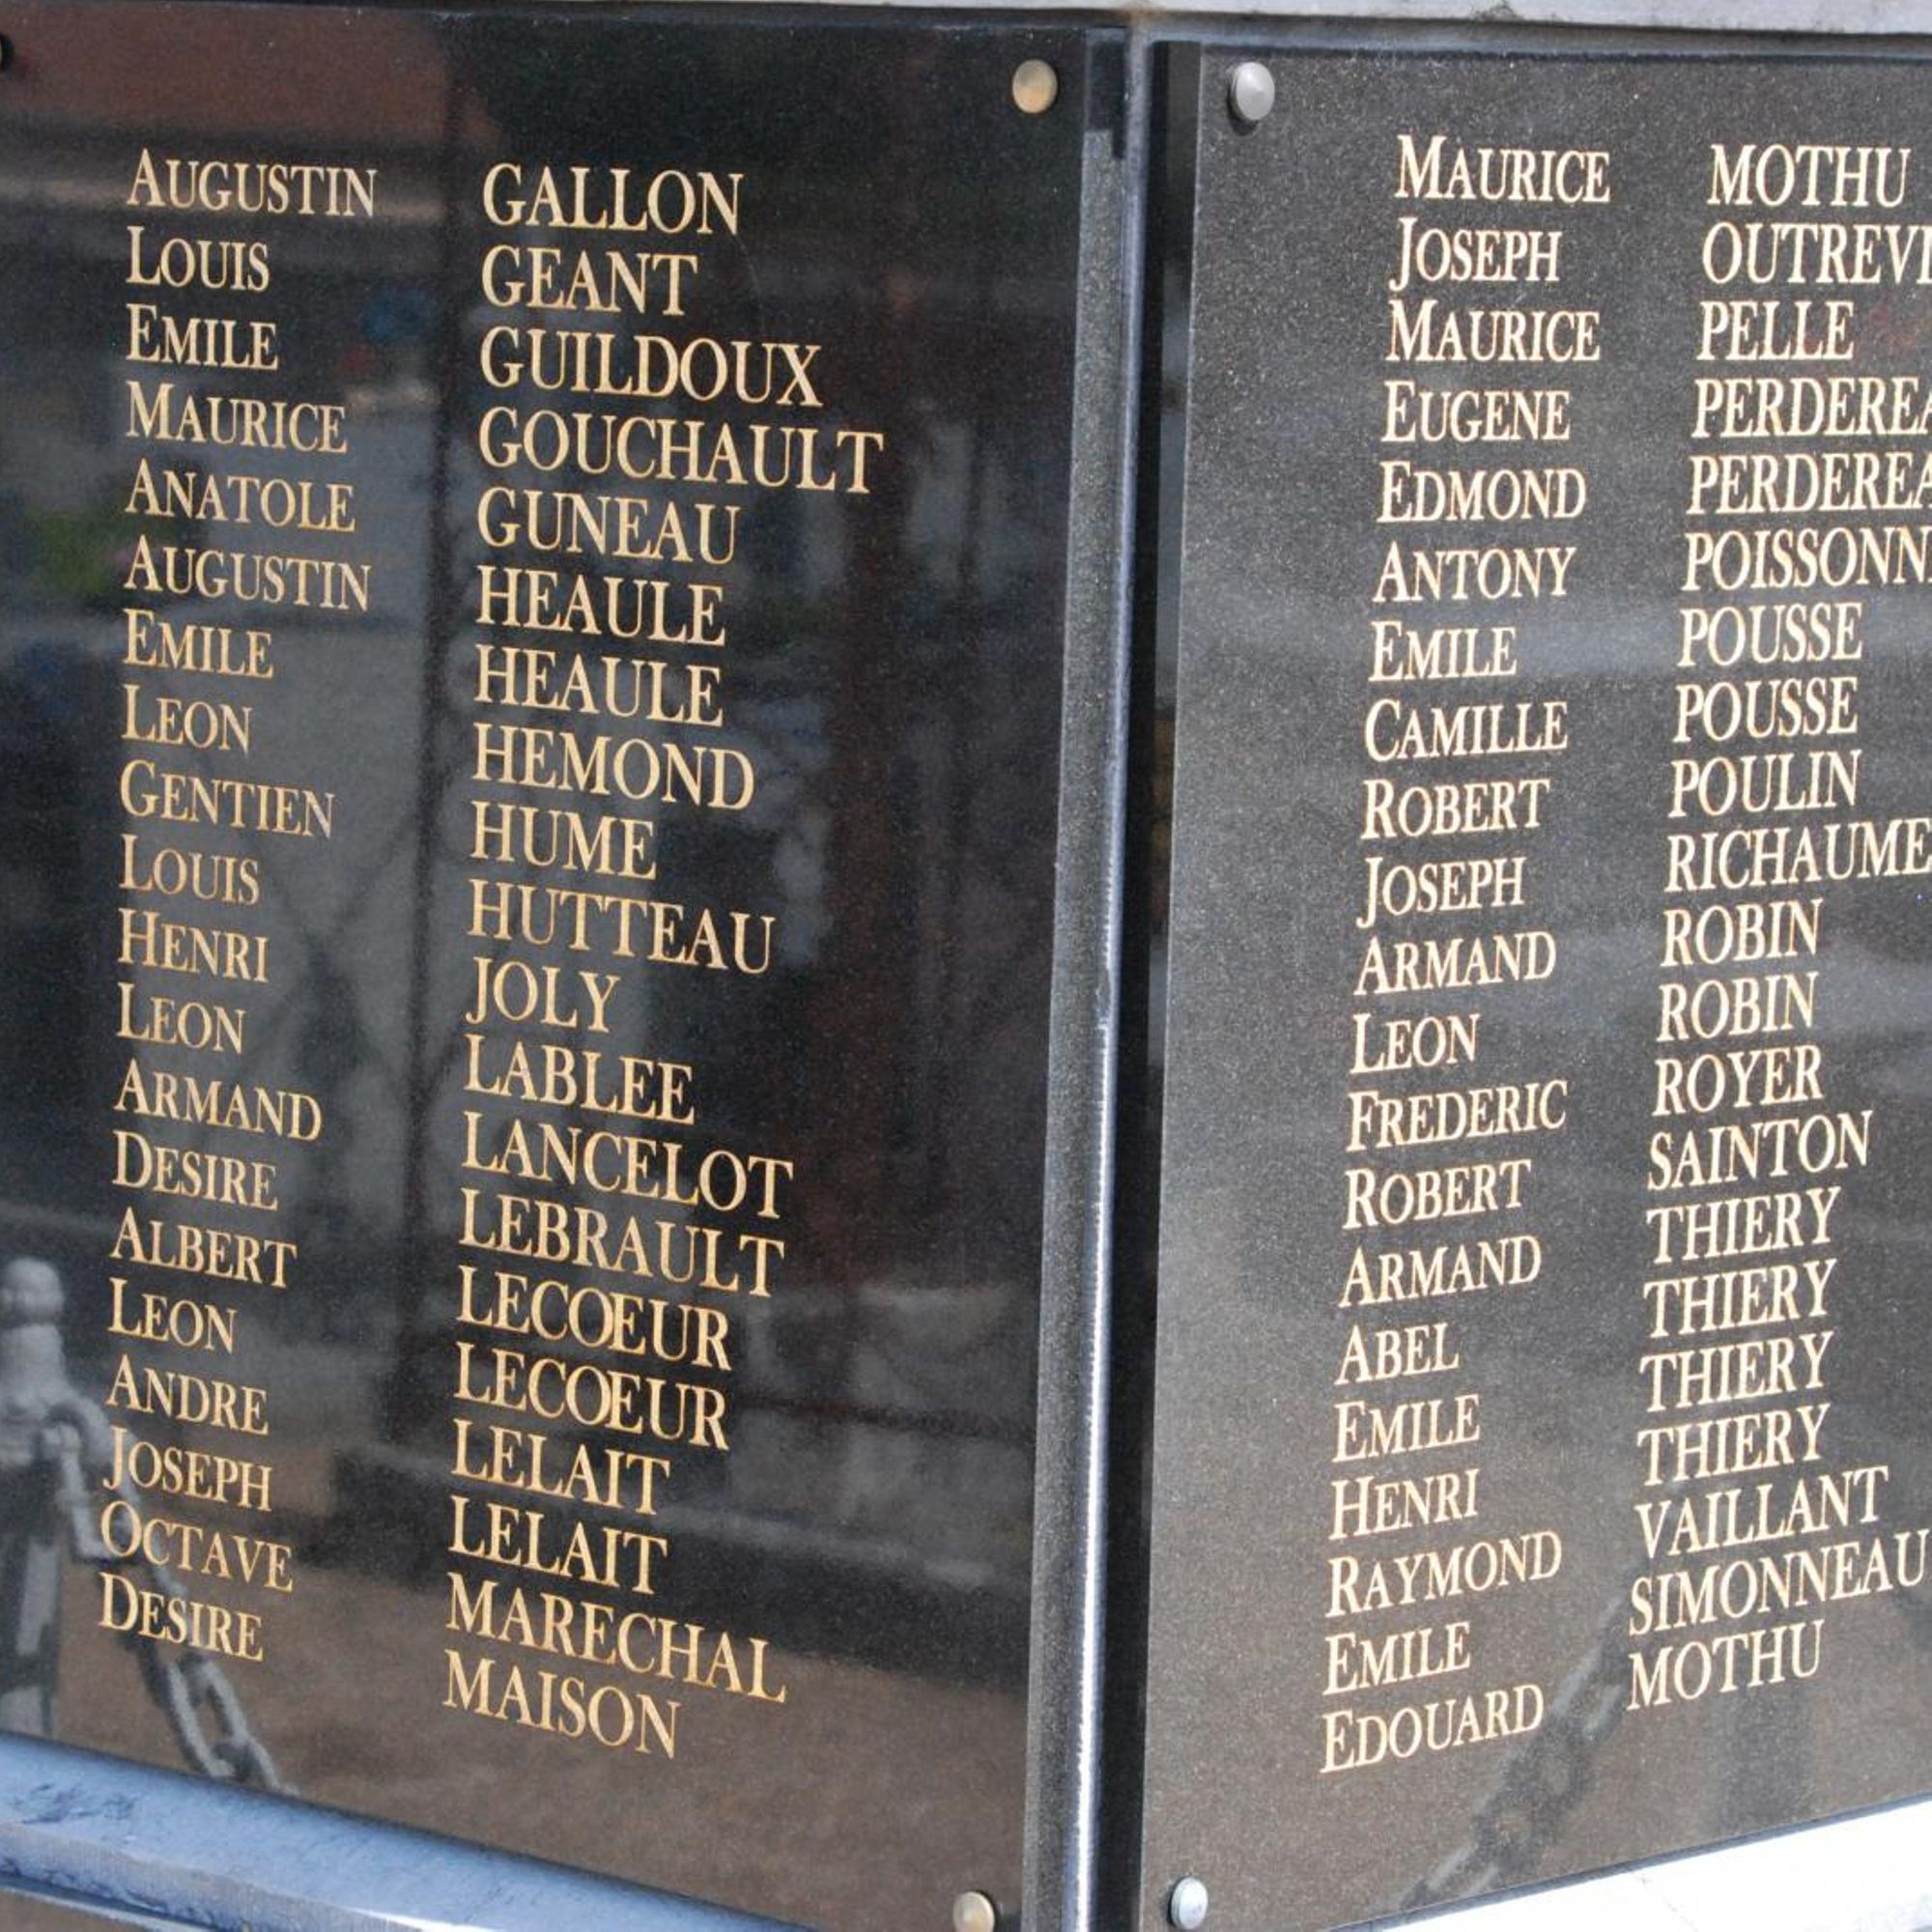 AUGUSTIN GALLON
LOUIS GEANT
EMILE GUILDOUX
MAURICE GOUCHAULT
ANATOLE GUNEAU
AUGUSTIN HEAULE
EMILE HEAULE
LEON HEMOND
GENTIEN HUME
LOUIS HUTTEAU
HENRI JOLY
LEON LABLEE
ARMAND LANCELOT
DESIRE LEBRAULT
ALBERT LECOEUR
LEON LECOEUR
ANDRE LELAIT
JOSEPH LELAIT
OCTAVE MARECHAL
DESIRE MAISON
MAURICE MOTHU
JOSEPH
MAURICE PELLE
EUGENE
EDMOND
ANTONY
EMILE POUSSE
CAMILLE POUSSE
ROBERT POULIN
JOSEPH RICHAUME
ARMAND ROBIN
LEON ROBIN
FREDERIC ROYER
ROBERT SAINTON
ARMAND THIERY
ABEL THIERY
EMILE THIERY
HENRI THIERY
RAYMOND VAILLANT
EMILE SIMONNEAU
EDOUARD MOTHU